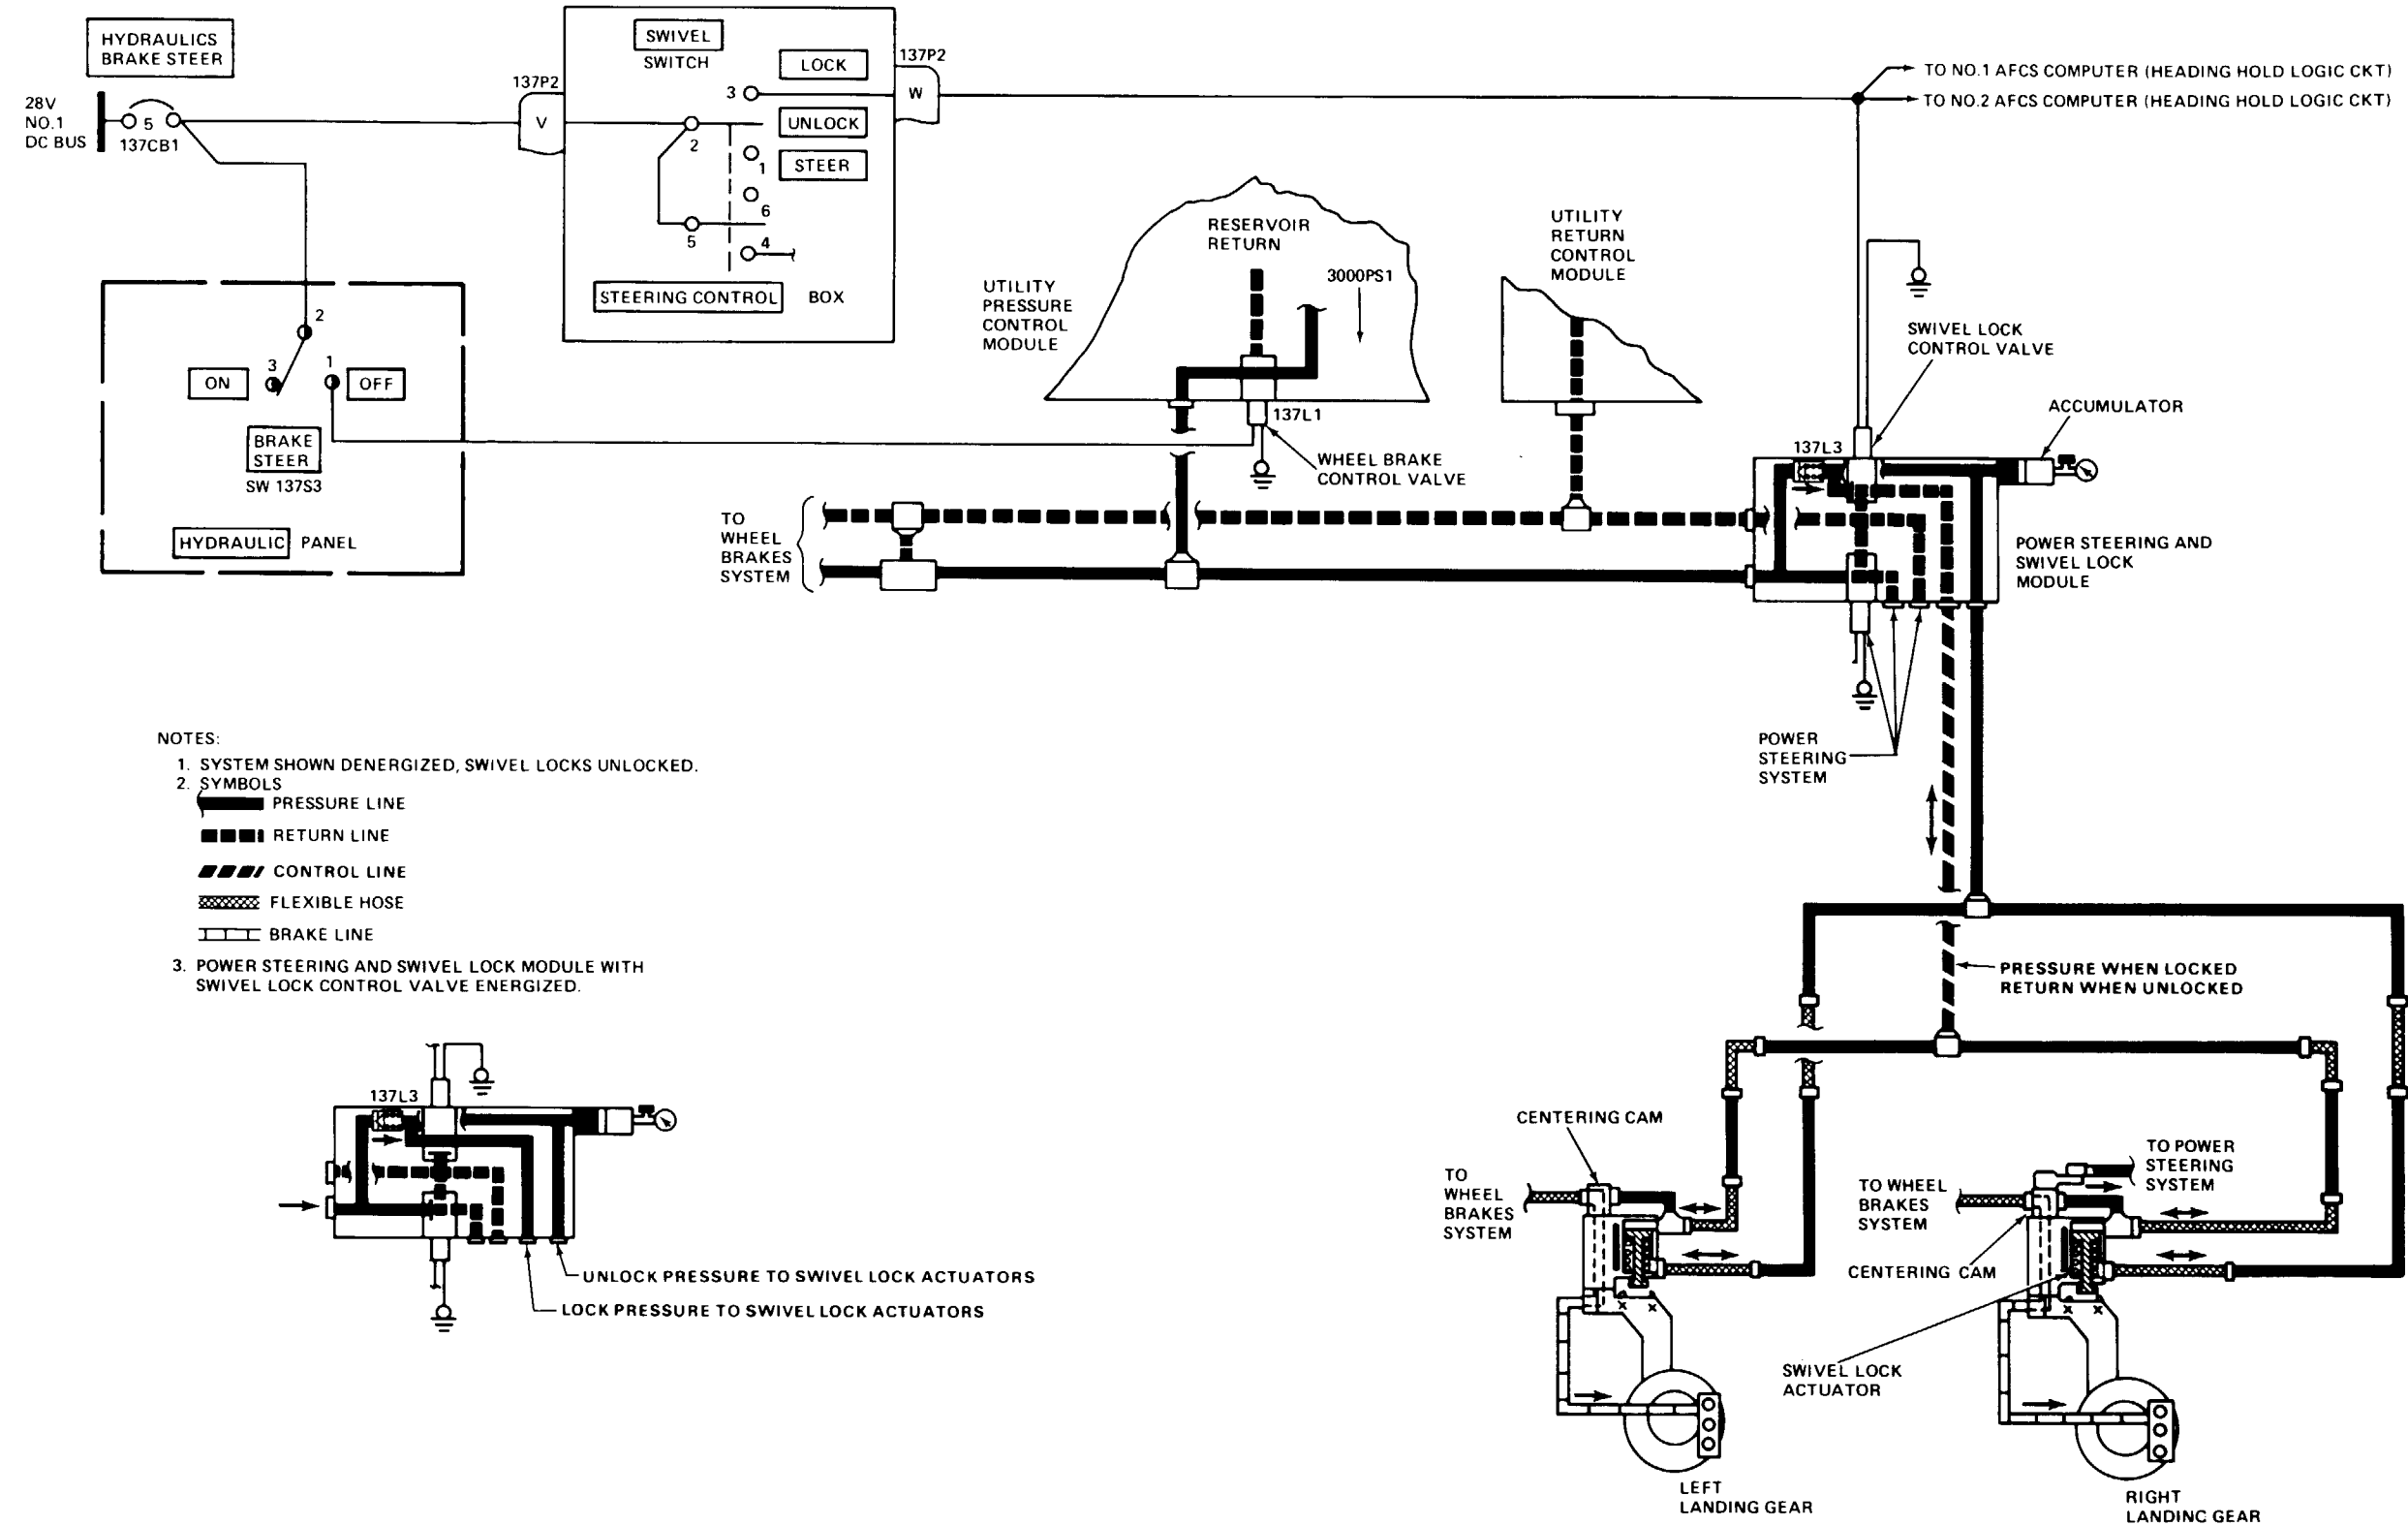 HYDRAULICS
BRAKE STEER
28V
NO.1
DC BUS
5
137CB1
137P2
V
SWIVEL
SWITCH
LOCK
3
UNLOCK
2
1
STEER
6
5
4
STEERING CONTROL BOX
137P2
W
TO NO.1 AFCS COMPUTER (HEADING HOLD LOGIC CKT)
TO NO.2 AFCS COMPUTER (HEADING HOLD LOGIC CKT)
2
3
1
ON
OFF
BRAKE
STEER
SW 137S3
HYDRAULIC PANEL
UTILITY
PRESSURE
CONTROL
MODULE
RESERVOIR
RETURN
3000PS1
137L1
WHEEL BRAKE
CONTROL VALVE
UTILITY
RETURN
CONTROL
MODULE
SWIVEL LOCK
CONTROL VALVE
ACCUMULATOR
137L3
TO
WHEEL
BRAKES
SYSTEM
POWER STEERING AND
SWIVEL LOCK
MODULE
POWER
STEERING
SYSTEM
NOTES:
1. SYSTEM SHOWN DENERGIZED, SWIVEL LOCKS UNLOCKED.
2. SYMBOLS
PRESSURE LINE
RETURN LINE
CONTROL LINE
FLEXIBLE HOSE
BRAKE LINE
3. POWER STEERING AND SWIVEL LOCK MODULE WITH
SWIVEL LOCK CONTROL VALVE ENERGIZED.
137L3
UNLOCK PRESSURE TO SWIVEL LOCK ACTUATORS
LOCK PRESSURE TO SWIVEL LOCK ACTUATORS
PRESSURE WHEN LOCKED
RETURN WHEN UNLOCKED
CENTERING CAM
TO
WHEEL
BRAKES
SYSTEM
TO POWER
STEERING
SYSTEM
TO WHEEL
BRAKES
SYSTEM
CENTERING CAM
SWIVEL LOCK
ACTUATOR
LEFT
LANDING GEAR
RIGHT
LANDING GEAR